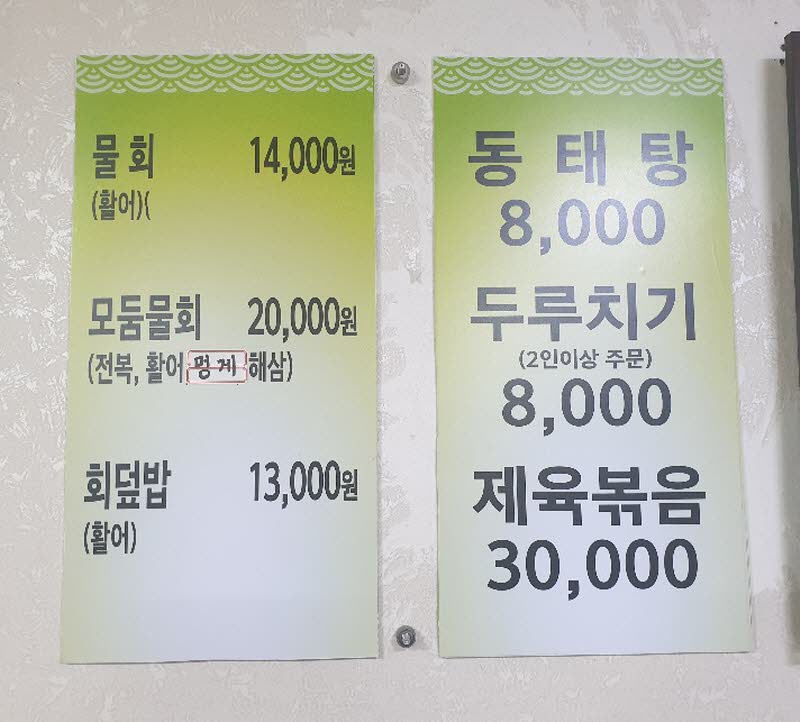 물회 14,000원
(활어)(
모둠물회 20,000원
(전복, 활어 멍게 해삼)
회덮밥 13,000원
(활어)
동태탕
8,000
두루치기
(2인이상 주문)
8,000
제육볶음
30,000